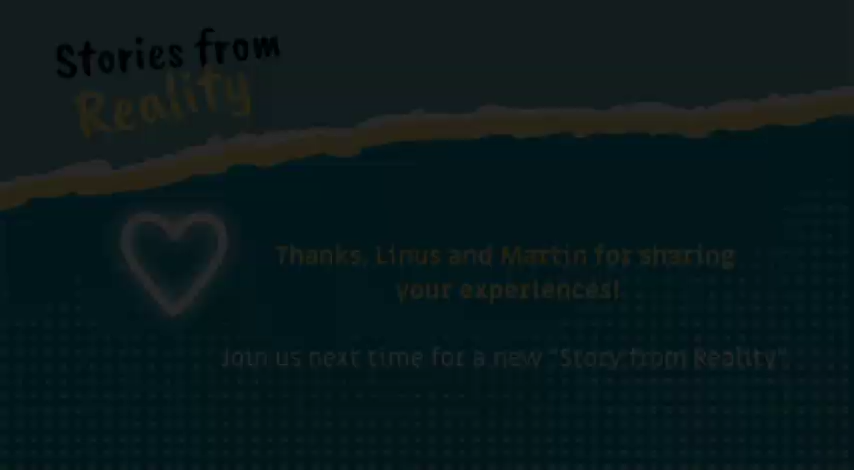 Stories from
Reality
Thanks, Linus and Martin for sharing
your experiences!
Join us next time for a new "Story from Reality".